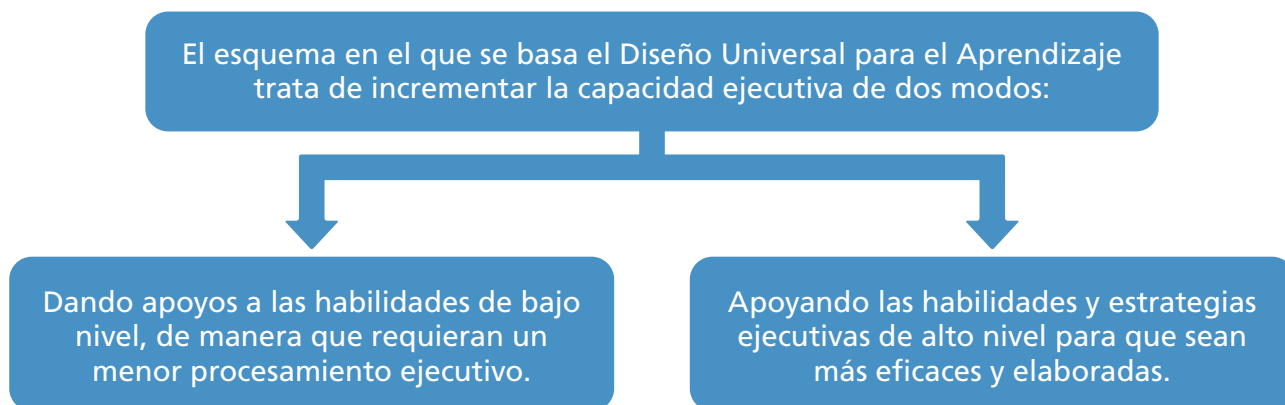 El esquema en el que se basa el Diseño Universal para el Aprendizaje
trata de incrementar la capacidad ejecutiva de dos modos:
Dando apoyos a las habilidades de bajo
nivel, de manera que requieran un
menor procesamiento ejecutivo.
Apoyando las habilidades y estrategias
ejecutivas de alto nivel para que sean
más eficaces y elaboradas.